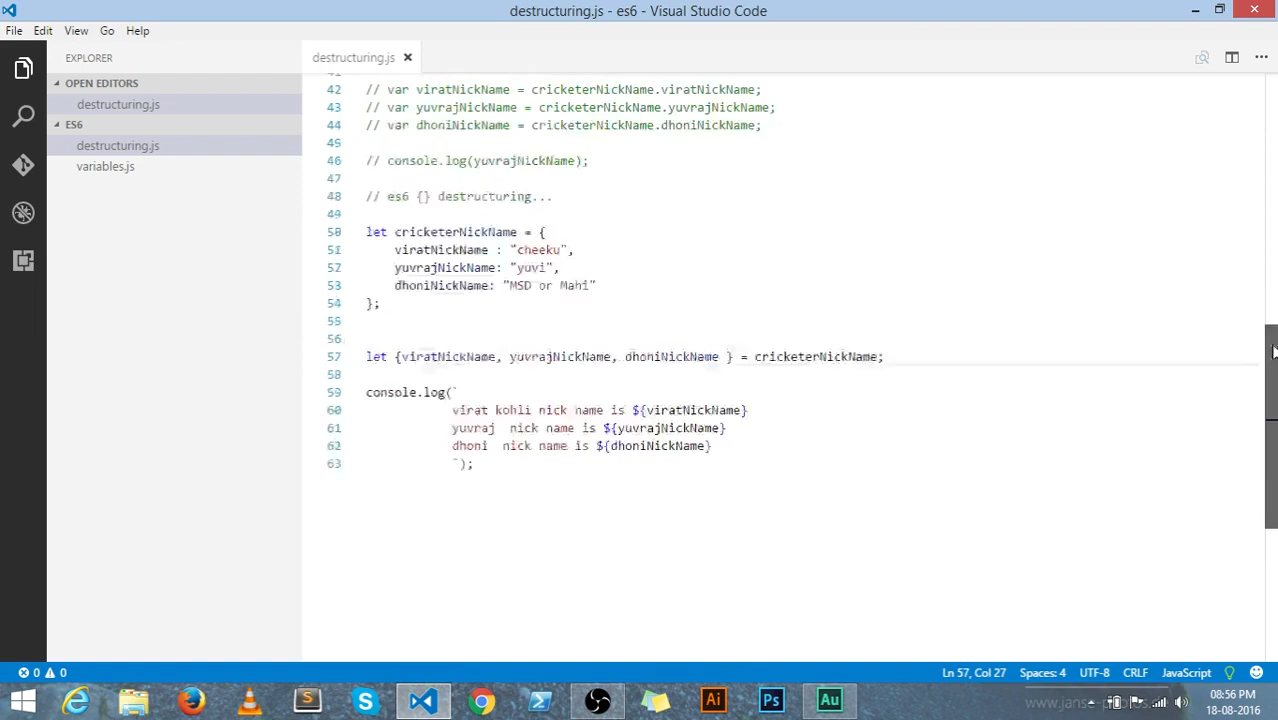 destructuring.js - es6 - Visual Studio Code
File Edit View Go Help
EXPLORER
destructuring.js
OPEN EDITORS
destructuring.js
ES6
destructuring.js
variables.js
42 // var viratNickName = cricketerNickName.viratNickName;
43 // var yuvrajNickName = cricketerNickName.yuvrajNickName;
44 // var dhoniNickName = cricketerNickName.dhoniNickName;
45
46 // console.log(yuvrajNickName);
47
48 // es6 {} destructuring...
49
50 let cricketerNickName = {
51 viratNickName : "cheeku",
52 yuvrajNickName: "yuvi",
53 dhoniNickName: "MSD or Mahi"
54 };
55
56
57 let {viratNickName, yuvrajNickName, dhoniNickName } = cricketerNickName;
58
59 console.log(`
60 virat kohli nick name is ${viratNickName}
61 yuvraj  nick name is ${yuvrajNickName}
62 dhoni  nick name is ${dhoniNickName}
63 `);
0 0
Ln 57, Col 27 Spaces: 4 UTF-8 CRLF JavaScript
S Ai Ps Au
08:56 PM
18-08-2016